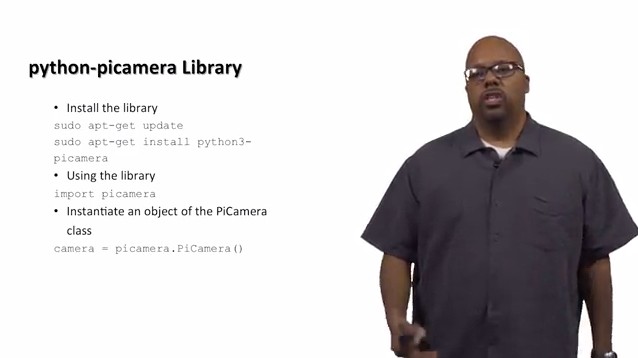 python-picamera Library
• Install the library
sudo apt-get update
sudo apt-get install python3-
picamera
• Using the library
import picamera
• Instantiate an object of the PiCamera
class
camera = picamera.PiCamera()